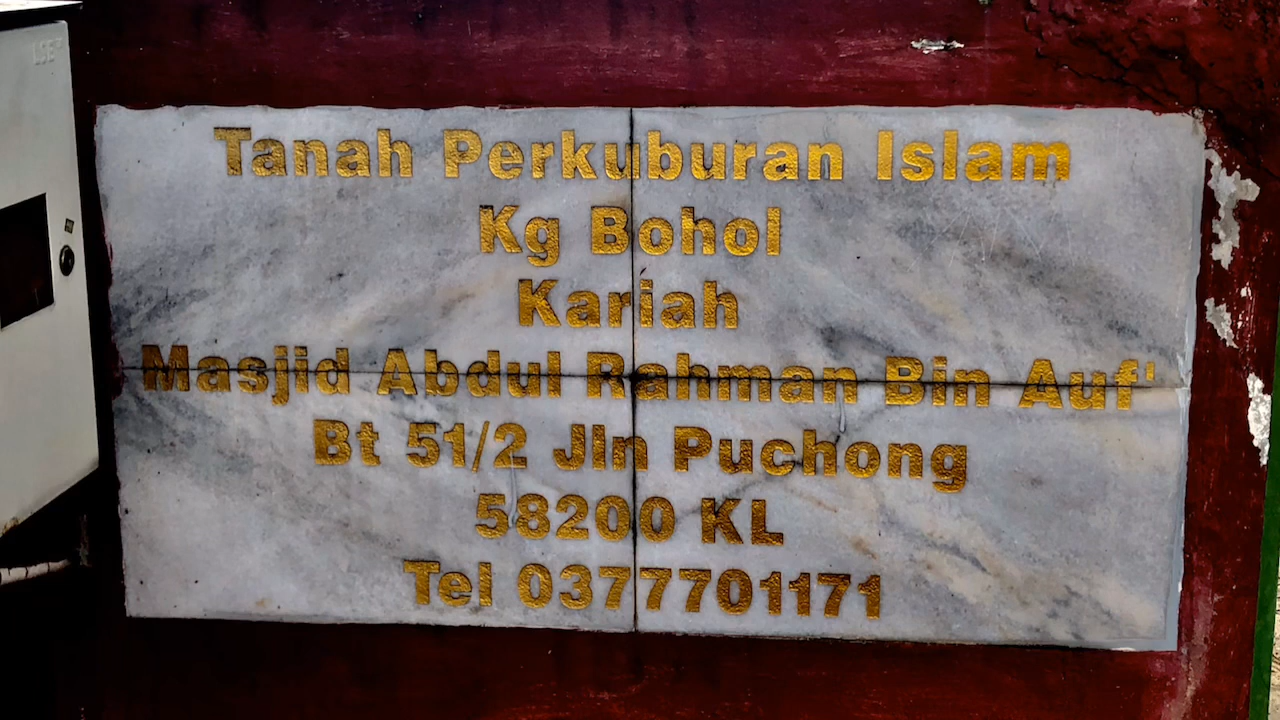 Tanah Perkuburan Islam
Kg Bohol
Kariah
Masjid Abdul Rahman Bin Auf'
Bt 51/2 Jln Puchong
58200 KL
Tel 0377701171